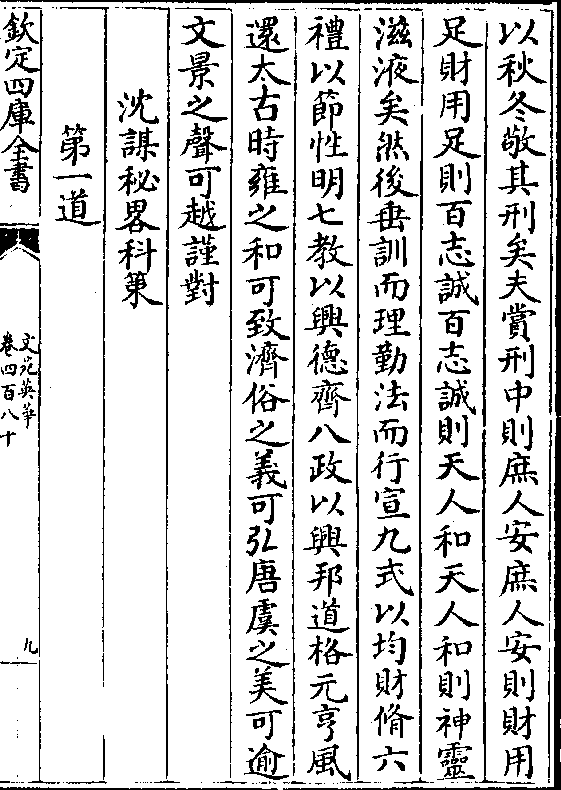 以秋冬敬其刑矣夫賞刑中則庶人安庶人安則財用
足財用足則百志誠百志誠則天人和天人和則神靈
滋液矣然後垂訓而理勤法而行宣九式以均財脩六
禮以節性明七教以興德齊八政以興邦道格元亨風
還太古時雍之和可致濟俗之義可弘唐虞之美可逾
文景之聲可越謹對
沈謀秘畧科策
第一道
欽定四庫全書
文苑英華
卷四百八十
九